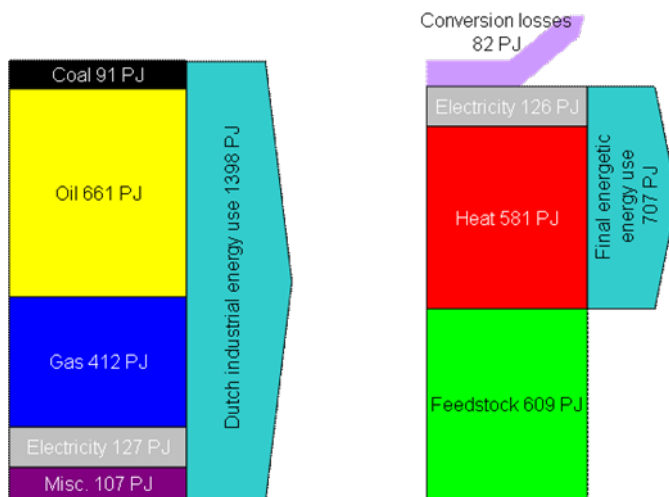 Conversion losses
82 PJ
Coal 91 PJ
Oil 661 PJ
Gas 412 PJ
Electricity 127 PJ
Misc. 107 PJ
Dutch industrial energy use 1398 PJ
Electricity 126 PJ
Heat 581 PJ
Feedstock 609 PJ
Final energetic
energy use
707 PJ